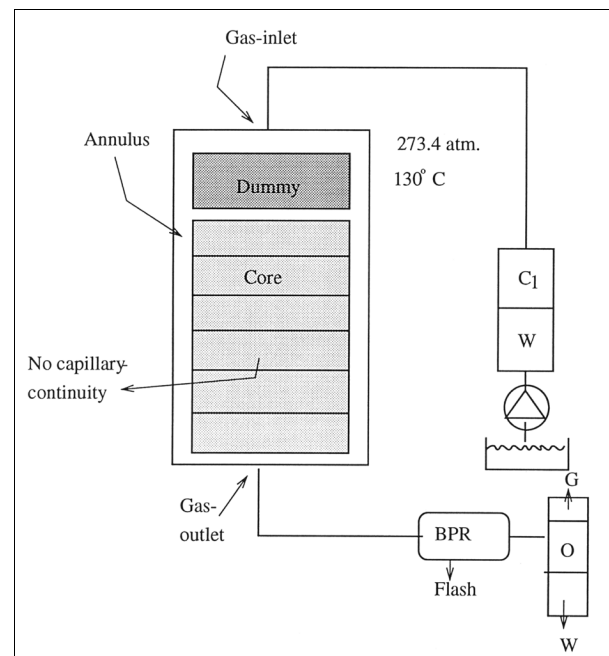 Gas-inlet
Annulus
273.4 atm.
130° C
Dummy
C1
Core
W
No capillary-
continuity
G
Gas-
outlet
BPR
O
Flash
W